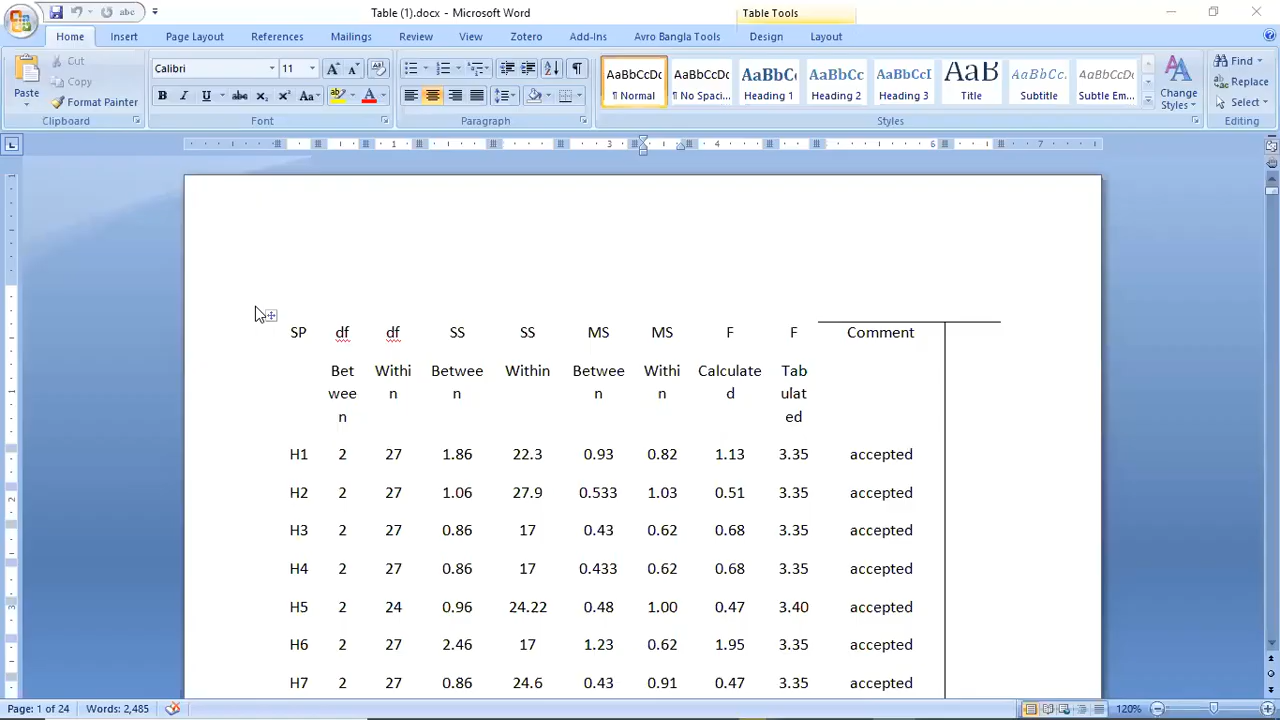 Table (1).docx - Microsoft Word
Table Tools
Home Insert Page Layout References Mailings Review View Zotero Add-Ins Avro Bangla Tools Design Layout
Paste
Cut
Copy
Format Painter
Clipboard
Calibri 11
B I U abc x₂ x² Aa
Font
Paragraph
AaBbCcDc AaBbCcDc AaBbCc AaBbCc AaBbCcI AaB AaBbCc. AaBbCcDc
¶ Normal ¶ No Spaci... Heading 1 Heading 2 Heading 3 Title Subtitle Subtle Em...
Change Styles
Styles
Find
Replace
Select
Editing
1 3 4 6 7
SP df df SS SS MS MS F F Comment
Bet Withi Betwee Within Betwee Withi Calculate Tab
wee n n n n d ulat
n ed
H1 2 27 1.86 22.3 0.93 0.82 1.13 3.35 accepted
H2 2 27 1.06 27.9 0.533 1.03 0.51 3.35 accepted
H3 2 27 0.86 17 0.43 0.62 0.68 3.35 accepted
H4 2 27 0.86 17 0.433 0.62 0.68 3.35 accepted
H5 2 24 0.96 24.22 0.48 1.00 0.47 3.40 accepted
H6 2 27 2.46 17 1.23 0.62 1.95 3.35 accepted
H7 2 27 0.86 24.6 0.43 0.91 0.47 3.35 accepted
Page: 1 of 24 Words: 2,485 120%